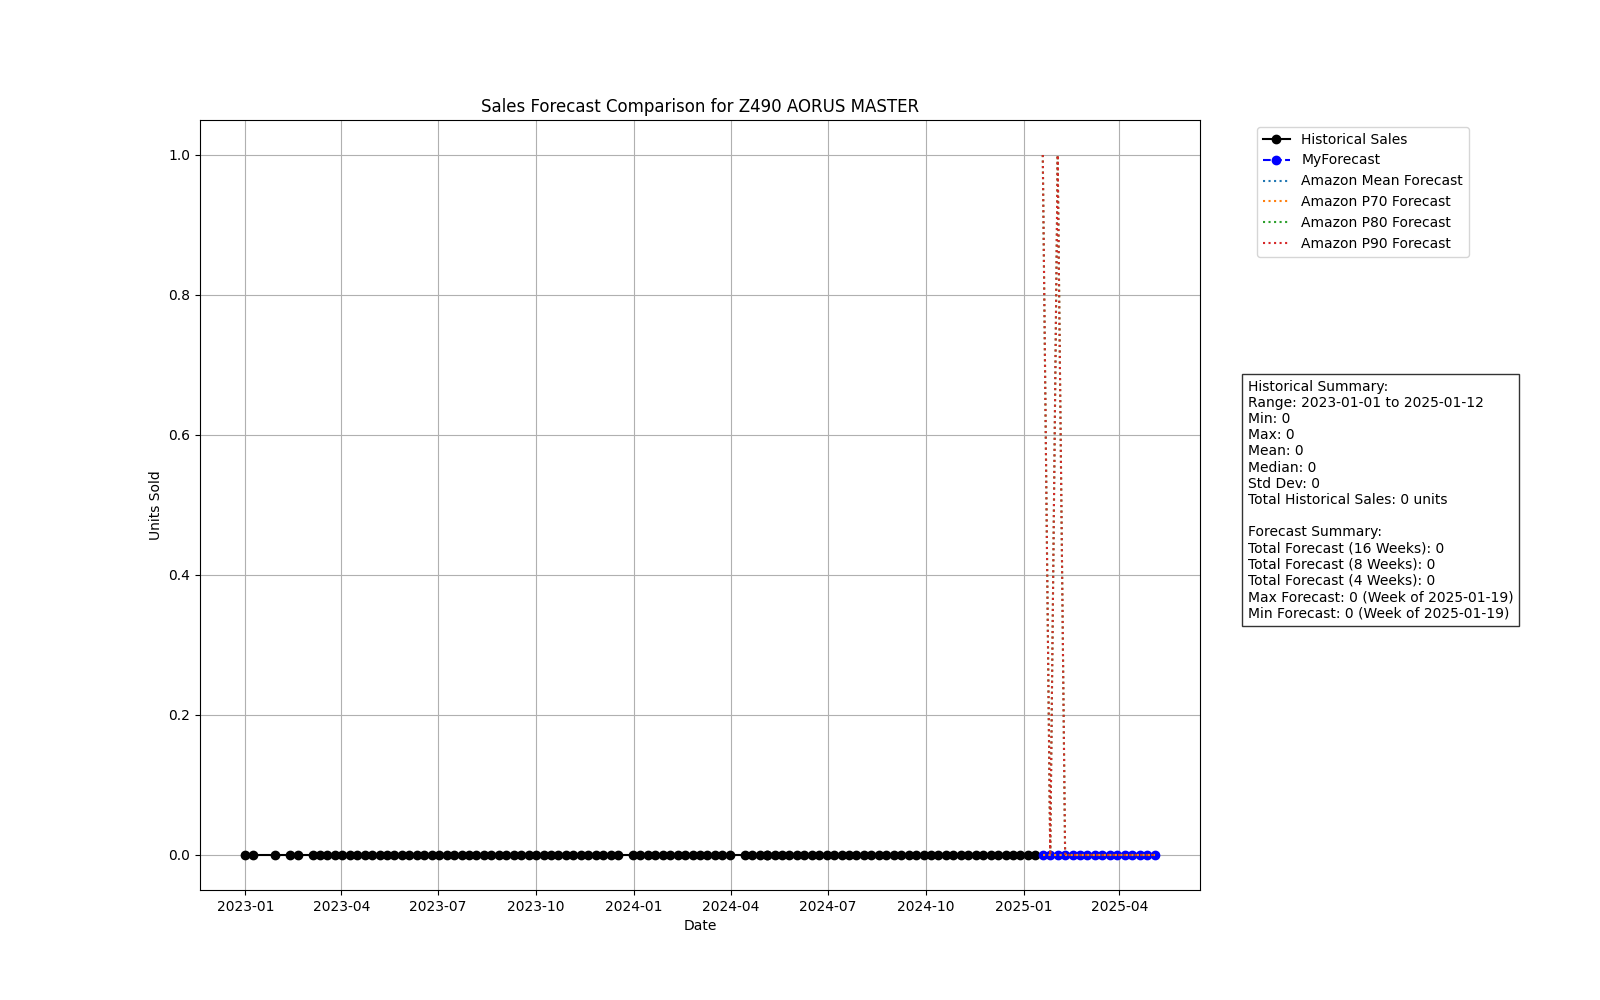 Sales Forecast Comparison for Z490 AORUS MASTER
1.0
0.8
0.6
0.4
0.2
0.0
Units Sold
2023-01 2023-04 2023-07 2023-10 2024-01 2024-04 2024-07 2024-10 2025-01 2025-04
Date
Historical Sales
MyForecast
Amazon Mean Forecast
Amazon P70 Forecast
Amazon P80 Forecast
Amazon P90 Forecast
Historical Summary:
Range: 2023-01-01 to 2025-01-12
Min: 0
Max: 0
Mean: 0
Median: 0
Std Dev: 0
Total Historical Sales: 0 units
Forecast Summary:
Total Forecast (16 Weeks): 0
Total Forecast (8 Weeks): 0
Total Forecast (4 Weeks): 0
Max Forecast: 0 (Week of 2025-01-19)
Min Forecast: 0 (Week of 2025-01-19)